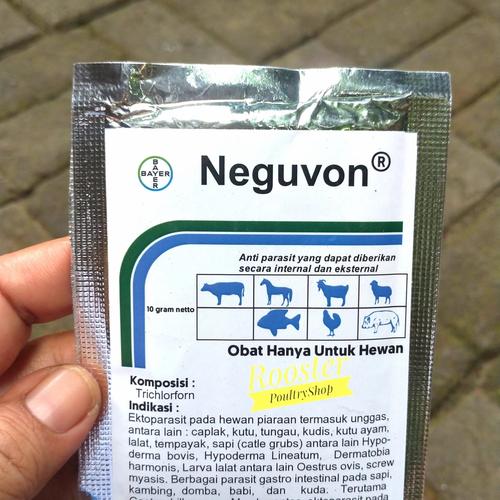 BAYER
BAYER
Neguvon®
Anti parasit yang dapat diberikan
secara internal dan eksternal
10 gram netto
Obat Hanya Untuk Hewan
Rooster
PoultryShop
Komposisi :
Trichlorforn
Indikasi :
Ektoparasit pada hewan piaraan termasuk unggas,
antara lain : caplak, kutu, tungau, kudis, kutu ayam,
lalat, tempayak, sapi (catle grubs) antara lain Hypo-
derma bovis, Hypoderma Lineatum, Dermatobia
harmonis, Larva lalat antara lain Oestrus ovis, screw
myasis. Berbagai parasit gastro intestinal pada sapi,
kambing, domba, babi, dan kuda. Terutama